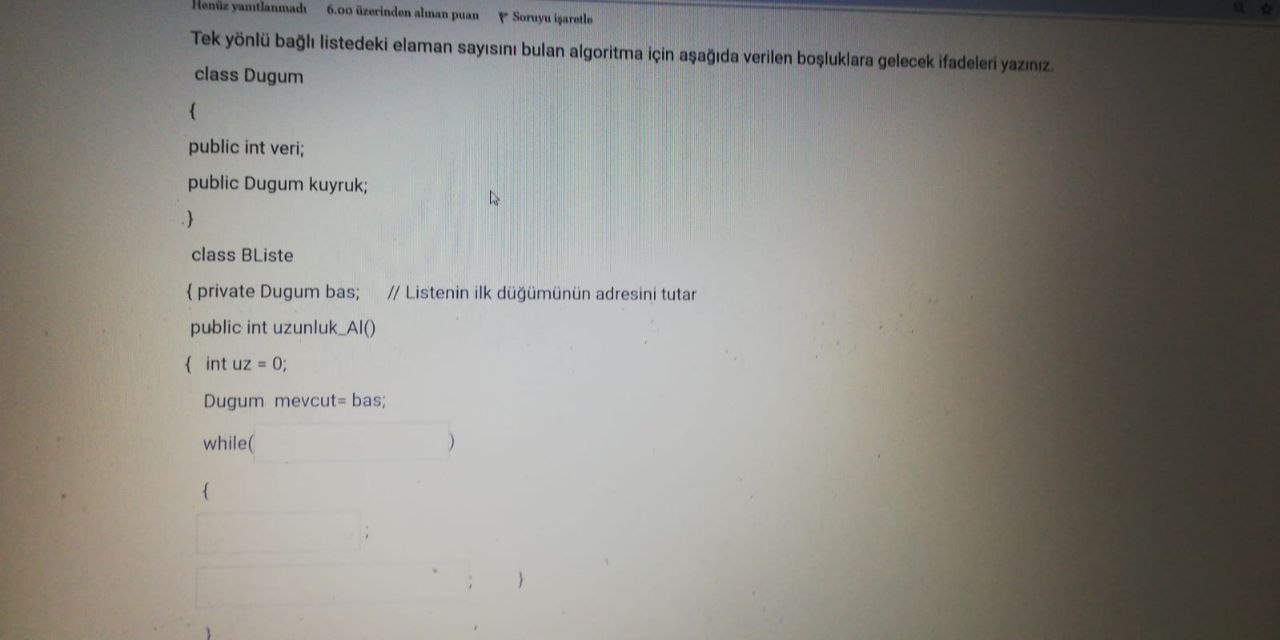 Henüz yanıtlanmadı 6,00 üzerinden alınan puan Soruyu işaretle
Tek yönlü bağlı listedeki elaman sayısını bulan algoritma için aşağıda verilen boşluklara gelecek ifadeleri yazınız.
class Dugum
{
public int veri;
public Dugum kuyruk;
}
class BListe
{ private Dugum bas; // Listenin ilk düğümünün adresini tutar
public int uzunluk_Al()
{ int uz = 0;
Dugum mevcut= bas;
while( )
{
;
; }
}